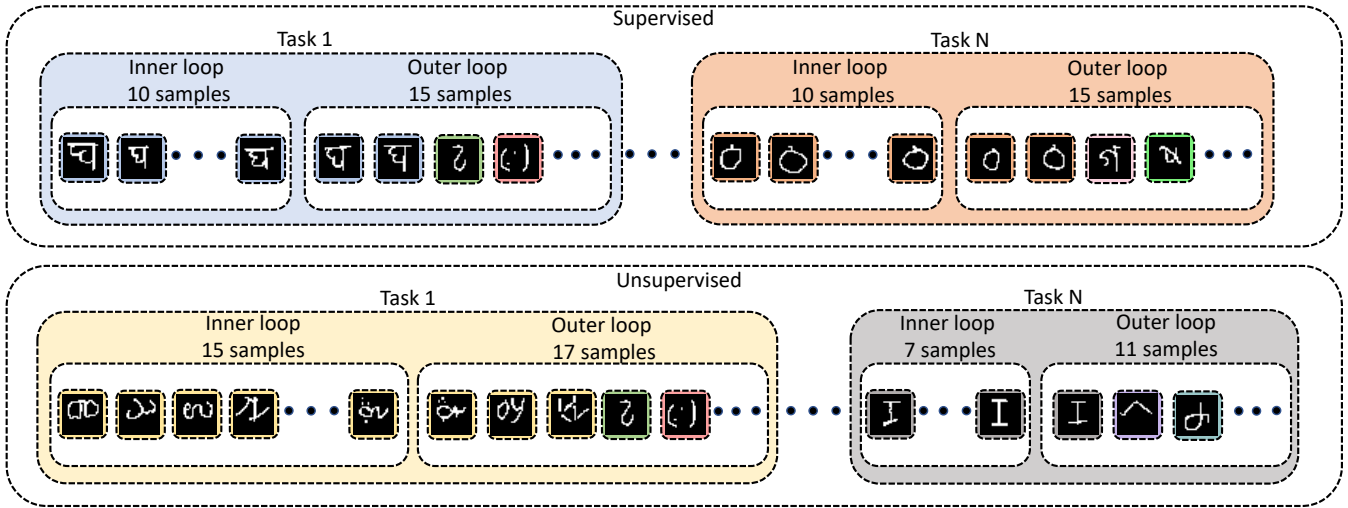 Supervised
Task 1
Inner loop
10 samples
Outer loop
15 samples
Task N
Inner loop
10 samples
Outer loop
15 samples
Unsupervised
Task 1
Inner loop
15 samples
Outer loop
17 samples
Task N
Inner loop
7 samples
Outer loop
11 samples